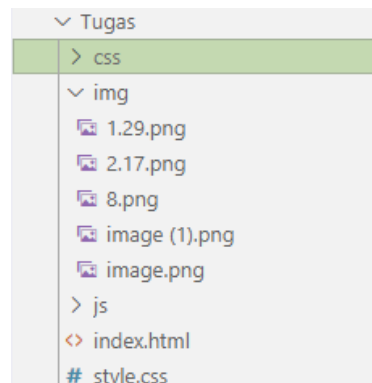 Tugas
css
img
1.29.png
2.17.png
8.png
image (1).png
image.png
js
<> index.html
# style.css